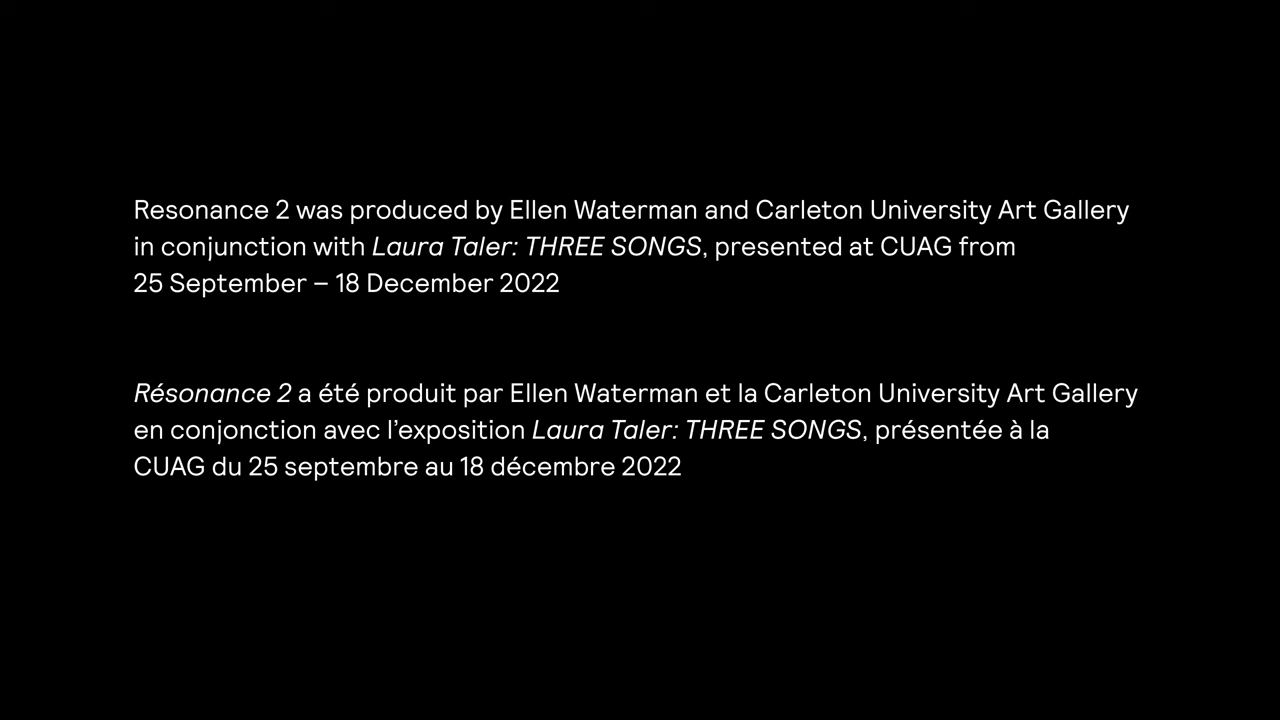 Resonance 2 was produced by Ellen Waterman and Carleton University Art Gallery
in conjunction with Laura Taler: THREE SONGS, presented at CUAG from
25 September – 18 December 2022
Résonance 2 a été produit par Ellen Waterman et la Carleton University Art Gallery
en conjonction avec l’exposition Laura Taler: THREE SONGS, présentée à la
CUAG du 25 septembre au 18 décembre 2022